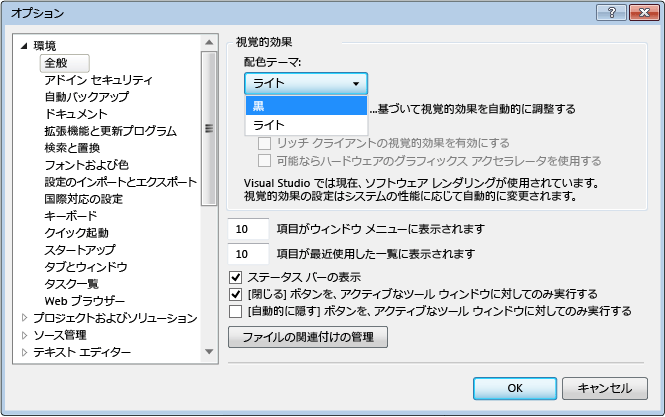 オプション
環境
全般
アドイン セキュリティ
自動バックアップ
ドキュメント
拡張機能と更新プログラム
検索と置換
フォントおよび色
設定のインポートとエクスポート
国際対応の設定
キーボード
クイック起動
スタートアップ
タブとウィンドウ
タスク一覧
Web ブラウザー
プロジェクトおよびソリューション
ソース管理
テキスト エディター
視覚的効果
配色テーマ:
ライト
黒
ライト
...基づいて視覚的効果を自動的に調整する
リッチ クライアントの視覚的効果を有効にする
可能ならハードウェアのグラフィックス アクセラレータを使用する
Visual Studio では現在、ソフトウェア レンダリングが使用されています。
視覚的効果の設定はシステムの性能に応じて自動的に変更されます。
10 項目がウィンドウ メニューに表示されます
10 項目が最近使用した一覧に表示されます
ステータス バーの表示
[閉じる] ボタンを、アクティブなツール ウィンドウに対してのみ実行する
[自動的に隠す] ボタンを、アクティブなツール ウィンドウに対してのみ実行する
ファイルの関連付けの管理
OK
キャンセル